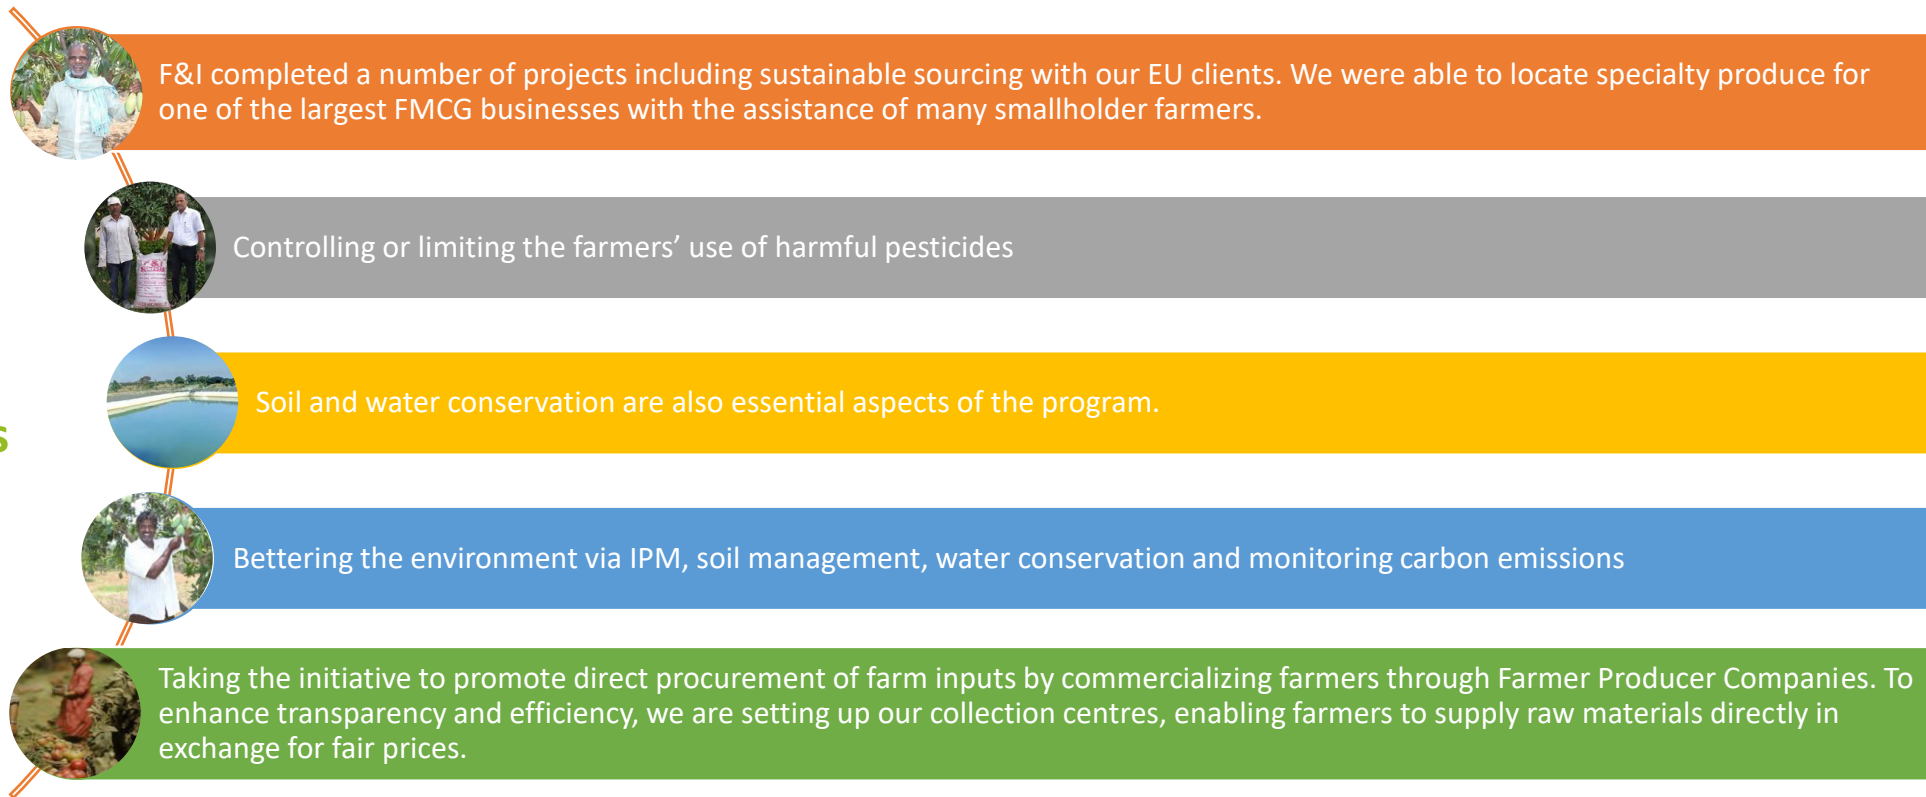 F&I completed a number of projects including sustainable sourcing with our EU clients. We were able to locate specialty produce for
one of the largest FMCG businesses with the assistance of many smallholder farmers.
Controlling or limiting the farmers’ use of harmful pesticides
Soil and water conservation are also essential aspects of the program.
s
Bettering the environment via IPM, soil management, water conservation and monitoring carbon emissions
Taking the initiative to promote direct procurement of farm inputs by commercializing farmers through Farmer Producer Companies. To
enhance transparency and efficiency, we are setting up our collection centres, enabling farmers to supply raw materials directly in
exchange for fair prices.